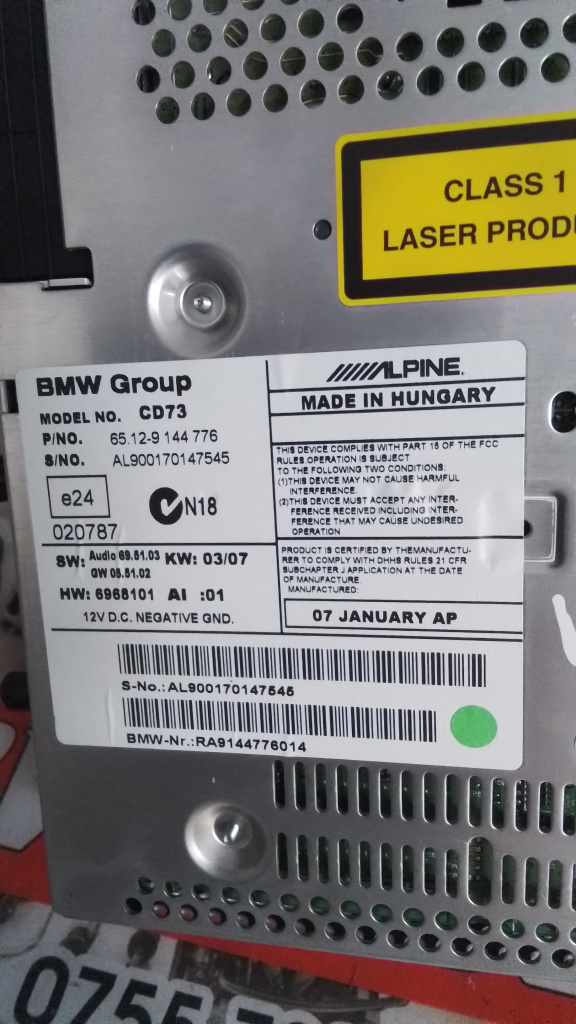 CLASS 1
LASER
BMW Group
MODEL NO. CD73
P/NO. 65.12-9 144 776
S/NO. AL900170147545
e24
N18
020787
SW: Audio 69.51.03 KW: 03/07
GW 05.51.02
HW: 6968101 AI :01
12V D.C. NEGATIVE GND.
ALPINE.
MADE IN HUNGARY
THIS DEVICE COMPLIES WITH PART 15 OF THE FCC
RULES.OPERATION IS SUBJECT
TO THE FOLLOWING TWO CONDITIONS:
(1)THIS DEVICE MAY NOT CAUSE HARMFUL
INTERFERENCE.
(2)THIS DEVICE MUST ACCEPT ANY INTER-
FERENCE RECEIVED INCLUDING INTER-
FERENCE THAT MAY CAUSE UNDESIRED
OPERATION
PRODUCT IS CERTIFIED BY THEMANUFACTU-
RER TO COMPLY WITH DHHS RULES 21 CFR
SUBCHAPTER J APPLICATION AT THE DATE
OF MANUFACTURE.
MANUFACTURED:
07 JANUARY AP
S-No.:AL900170147545
BMW-Nr.:RA9144776014
0755